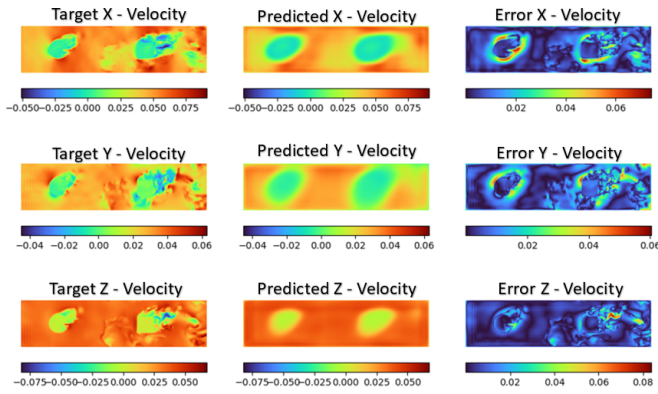 Target X - Velocity Predicted X - Velocity Error X - Velocity
−0.050−0.025 0.000 0.025 0.050 0.075 −0.050−0.025 0.000 0.025 0.050 0.075 0.02 0.04 0.06
Target Y - Velocity Predicted Y - Velocity Error Y - Velocity
−0.04 −0.02 0.00 0.02 0.04 0.06 −0.04 −0.02 0.00 0.02 0.04 0.06 0.02 0.04 0.06
Target Z - Velocity Predicted Z - Velocity Error Z - Velocity
−0.075−0.050−0.0250.000 0.025 0.050 −0.075−0.050−0.0250.000 0.025 0.050 0.02 0.04 0.06 0.08